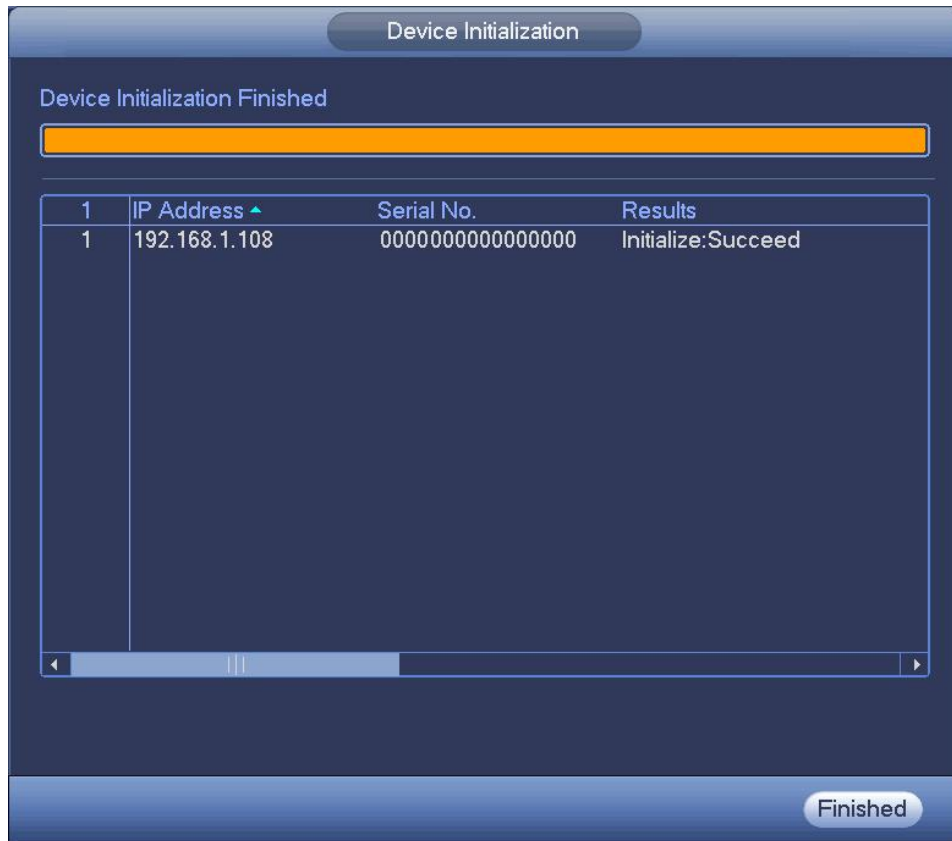 Device Initialization
Device Initialization Finished
1 IP Address Serial No. Results
1 192.168.1.108 0000000000000000 Initialize:Succeed
Finished